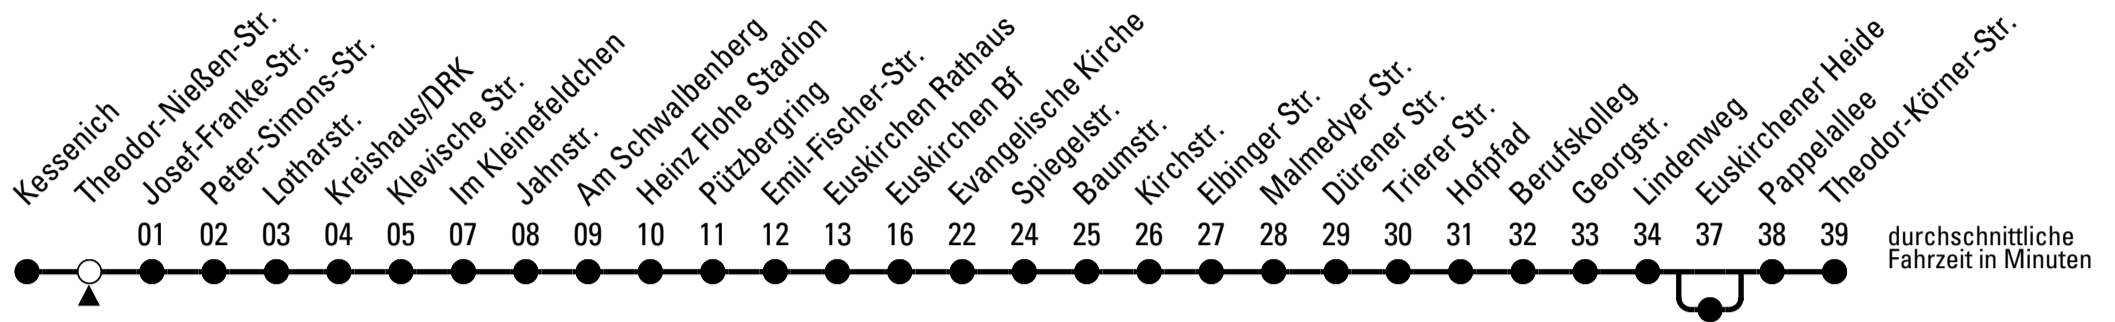 Kessenich
Theodor-Nießen-Str.
Josef-Franke-Str.
Peter-Simons-Str.
Lotharstr.
Kreishaus/DRK
Klevische Str.
Im Kleinefeldchen
Jahnstr.
Am Schwalbenberg
Heinz Flohe Stadion
Pützbergring
Emil-Fischer-Str.
Euskirchen Rathaus
Euskirchen Bf
Evangelische Kirche
Spiegelstr.
Baumstr.
Kirchstr.
Elbinger Str.
Malmedyer Str.
Dürener Str.
Trierer Str.
Hofpfad
Berufskolleg
Georgstr.
Lindenweg
Euskirchener Heide
Pappelallee
Theodor-Körner-Str.
01 02 03 04 05 07 08 09 10 11 12 13 16 22 24 25 26 27 28 29 30 31 32 33 34 37 38 39
durchschnittliche
Fahrzeit in Minuten